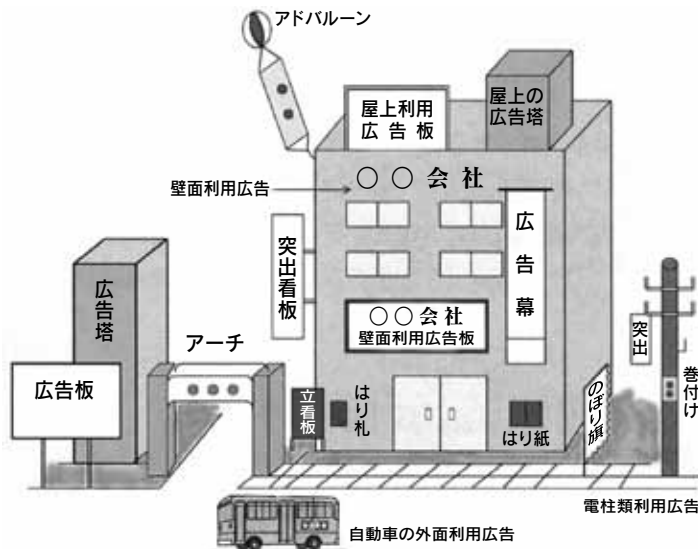 アドバルーン
屋上利用
広告板
屋上の
広告塔
壁面利用広告
○○会社
広告幕
突出看板
○○会社
壁面利用広告板
広告塔
アーチ
広告板
立看板
はり札
はり紙
のぼり旗
突出
巻付け
電柱類利用広告
自動車の外面利用広告